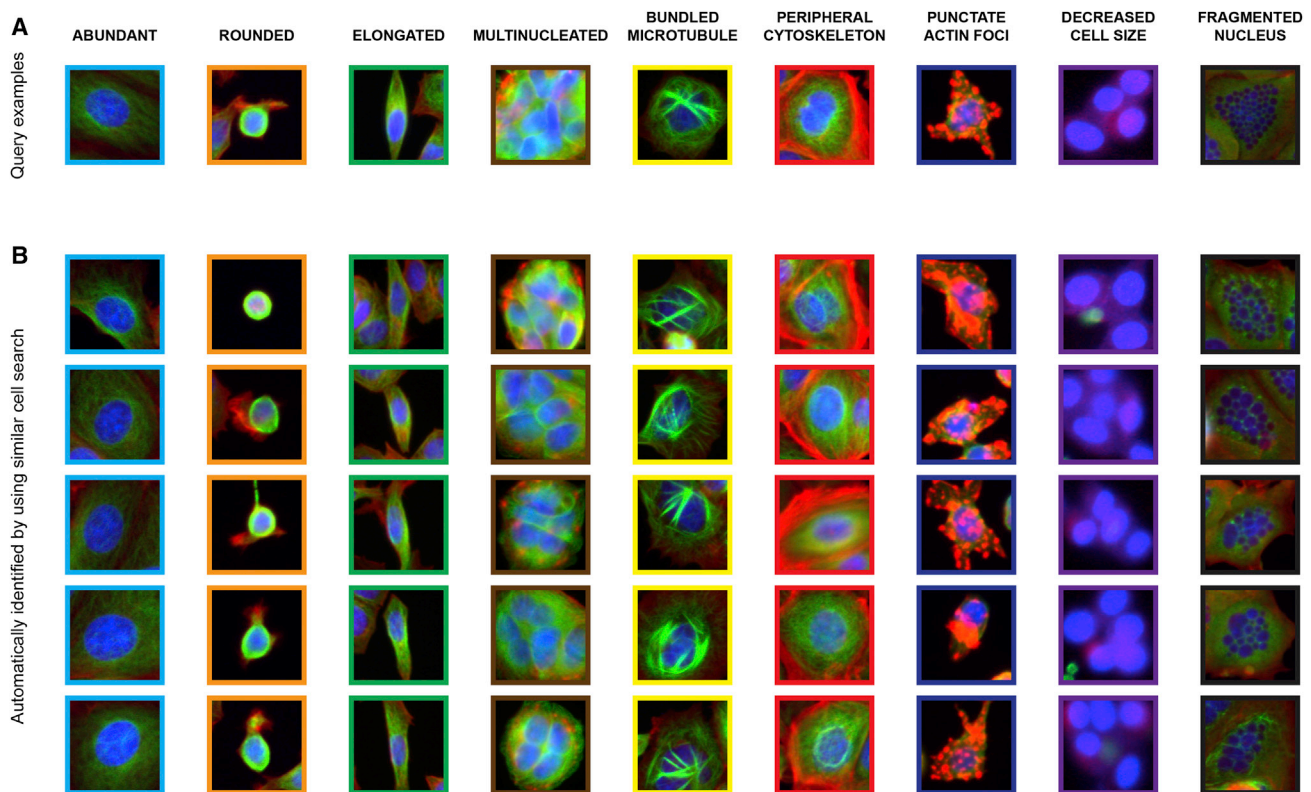 A
ABUNDANT
ROUNDED
ELONGATED
MULTINUCLEATED
BUNDLED
MICROTUBULE
PERIPHERAL
CYTOSKELETON
PUNCTATE
ACTIN FOCI
DECREASED
CELL SIZE
FRAGMENTED
NUCLEUS
Query examples
B
Automatically identified by using similar cell search